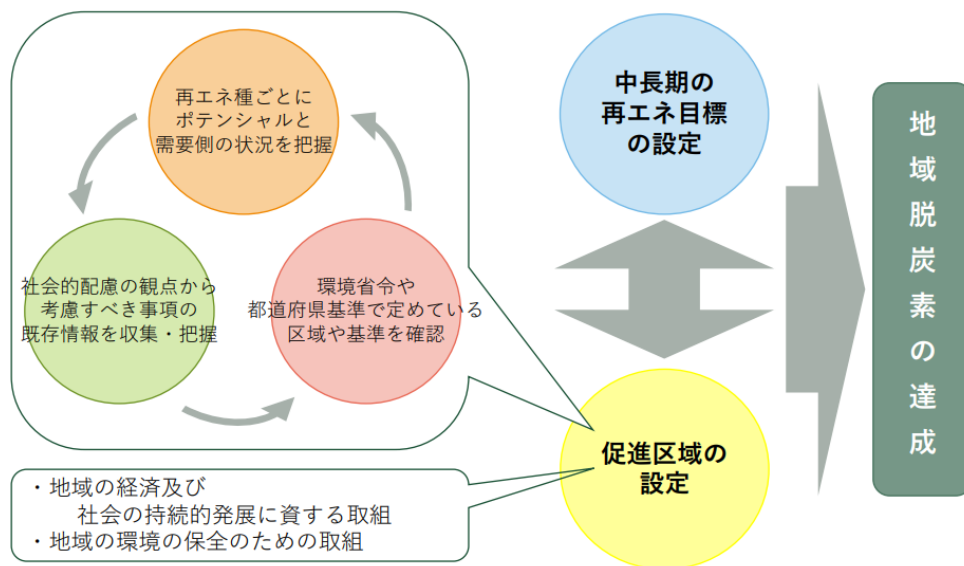 再エネ種ごとに
ポテンシャルと
需要側の状況を把握
社会的配慮の観点から
考慮すべき事項の
既存情報を収集・把握
環境省令や
都道府県基準で定めている
区域や基準を確認
・地域の経済及び
社会の持続的発展に資する取組
・地域の環境の保全のための取組
中長期の
再エネ目標
の設定
促進区域の
設定
地域脱炭素の達成